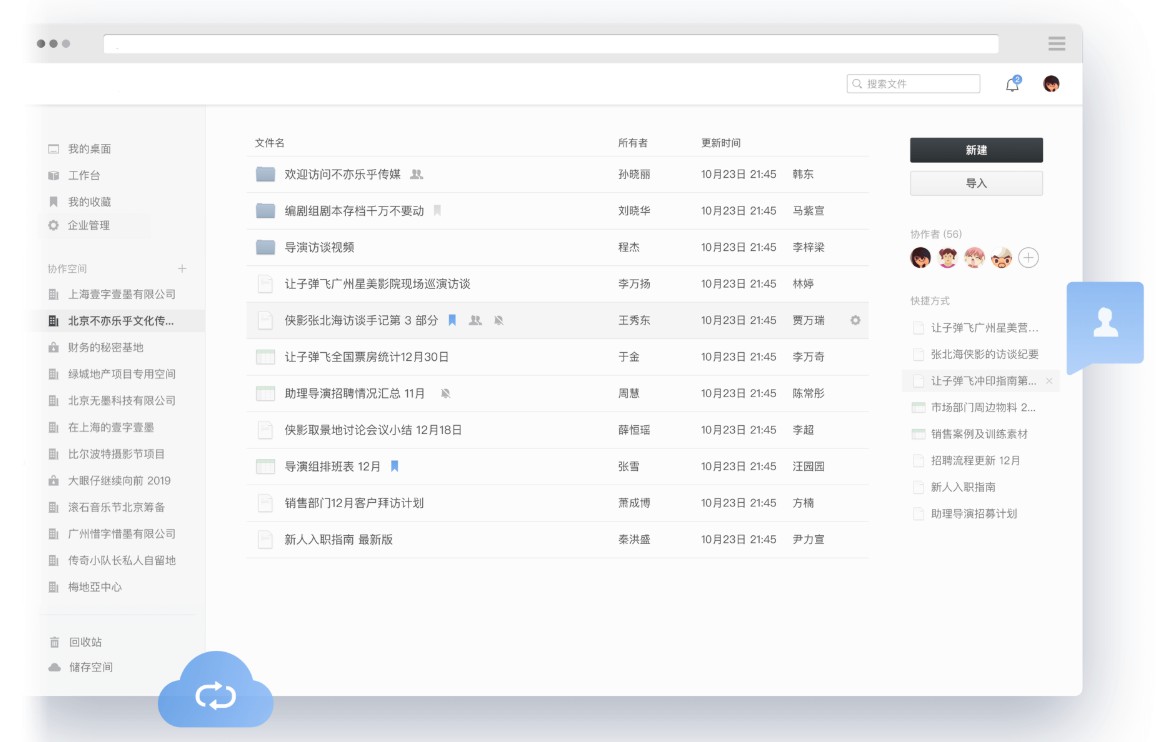 搜索文件
2
我的桌面
工作台
我的收藏
企业管理
协作空间
上海壹字壹墨有限公司
北京不亦乐乎文化传...
财务的秘密基地
绿城地产项目专用空间
北京无墨科技有限公司
在上海的壹字壹墨
比尔波特摄影节项目
大眼仔继续向前 2019
滚石音乐节北京筹备
广州惜字惜墨有限公司
传奇小队长私人自留地
梅地亞中心
回收站
储存空间
文件名 所有者 更新时间
欢迎访问不亦乐乎传媒 孙晓丽 10月23日 21:45 韩东
编剧组剧本存档千万不要动 刘晓华 10月23日 21:45 马紫宣
导演访谈视频 程杰 10月23日 21:45 李梓梁
让子弹飞广州星美影院现场巡演访谈 李万扬 10月23日 21:45 林婷
侠影张北海访谈手记第 3 部分 王秀东 10月23日 21:45 贾万瑞
让子弹飞全国票房统计12月30日 于金 10月23日 21:45 李万奇
助理导演招聘情况汇总 11月 周慧 10月23日 21:45 陈常彤
侠影取景地讨论会议小结 12月18日 薛恒瑶 10月23日 21:45 李超
导演组排班表 12月 张雪 10月23日 21:45 汪园园
销售部门12月客户拜访计划 萧成博 10月23日 21:45 方楠
新人入职指南 最新版 秦洪盛 10月23日 21:45 尹力宣
新建
导入
协作者 (56)
快捷方式
让子弹飞广州星美营...
张北海侠影的访谈纪要
让子弹飞冲印指南第...
市场部门周边物料 2...
销售案例及训练素材
招聘流程更新 12月
新人入职指南
助理导演招募计划